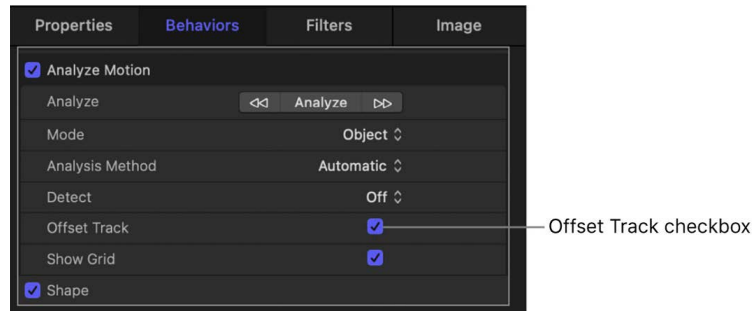 Properties Behaviors Filters Image
Analyze Motion
Analyze Analyze
Mode Object
Analysis Method Automatic
Detect Off
Offset Track Offset Track checkbox
Show Grid
Shape